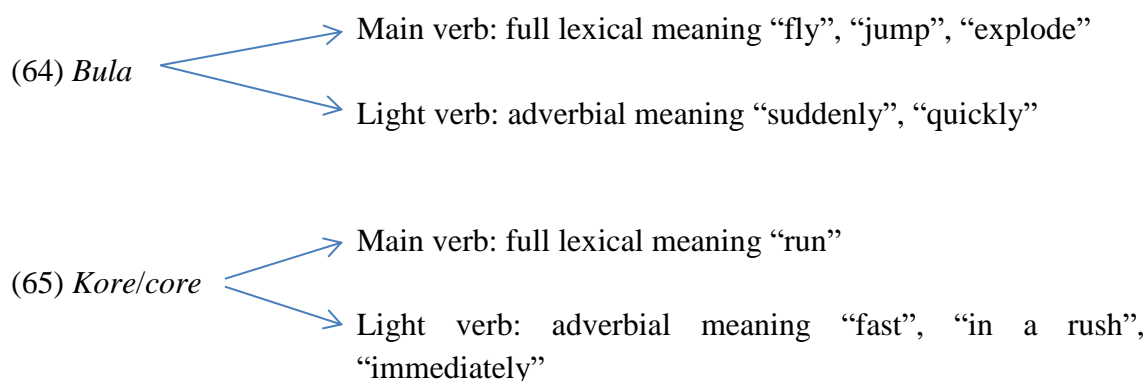 Main verb: full lexical meaning “fly”, “jump”, “explode”
(64) Bula
Light verb: adverbial meaning “suddenly”, “quickly”
Main verb: full lexical meaning “run”
(65) Kore/core
Light verb: adverbial meaning “fast”, “in a rush”,
“immediately”